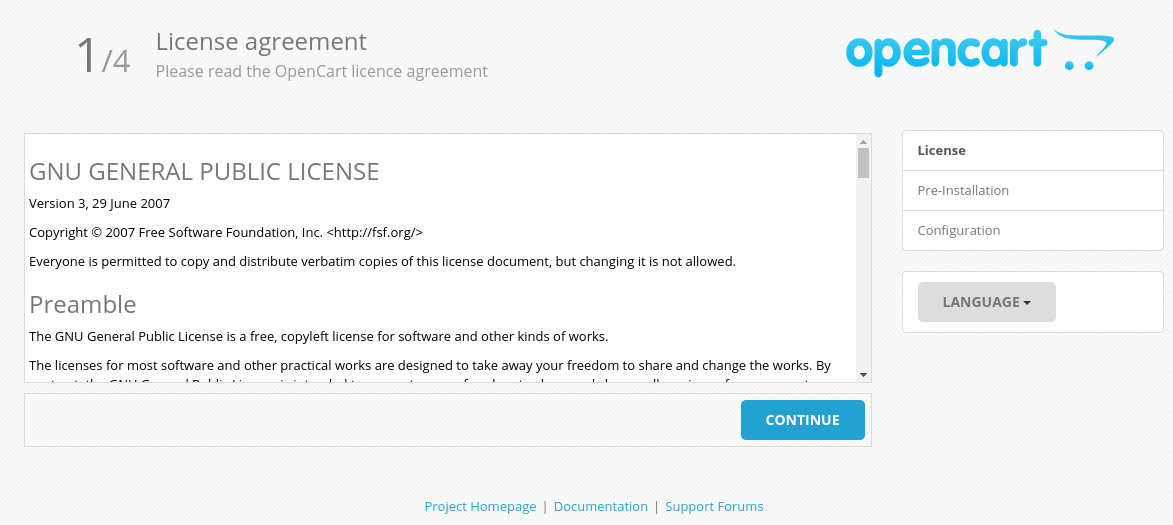 1/4
License agreement
Please read the OpenCart licence agreement
opencart
GNU GENERAL PUBLIC LICENSE
Version 3, 29 June 2007
Copyright © 2007 Free Software Foundation, Inc. <http://fsf.org/>
Everyone is permitted to copy and distribute verbatim copies of this license document, but changing it is not allowed.
Preamble
The GNU General Public License is a free, copyleft license for software and other kinds of works.
The licenses for most software and other practical works are designed to take away your freedom to share and change the works. By
CONTINUE
License
Pre-Installation
Configuration
LANGUAGE
Project Homepage | Documentation | Support Forums